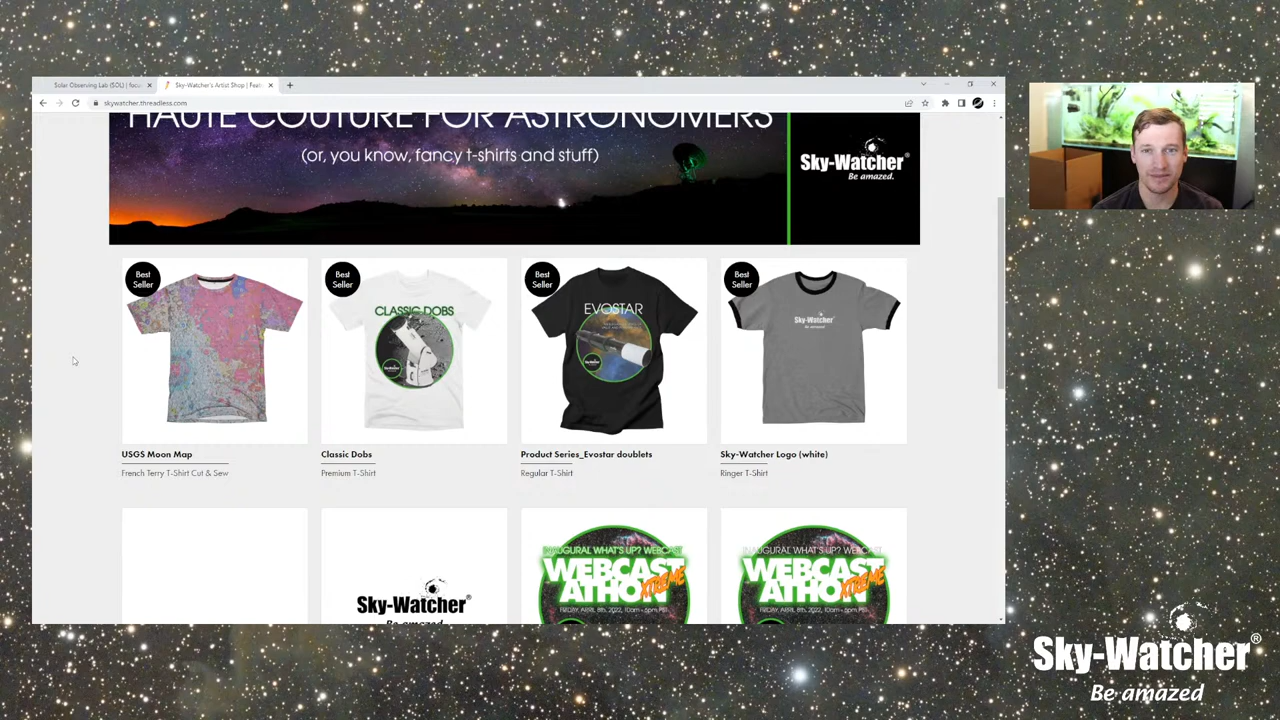 Solar Observing Lab (SOL) | focu
Sky-Watcher's Artist Shop | Feat
skywatcher.threadless.com
HAUTE COUTURE FOR ASTRONOMERS
(or, you know, fancy t-shirts and stuff)
Sky-Watcher®
Be amazed.
Best
Seller
Best
Seller
Best
Seller
Best
Seller
CLASSIC DOBS
EVOSTAR
Sky-Watcher
USGS Moon Map
Classic Dobs
Product Series_Evostar doublets
Sky-Watcher Logo (white)
French Terry T-Shirt Cut & Sew
Premium T-Shirt
Regular T-Shirt
Ringer T-Shirt
Sky-Watcher®
Be amazed
INAUGURAL WHAT'S UP? WEBCAST
WEBCAST
ATHON XTREME
FRIDAY, APRIL 8th, 2022, 10am - 5pm PST
INAUGURAL WHAT'S UP? WEBCAST
WEBCAST
ATHON XTREME
FRIDAY, APRIL 8th, 2022, 10am - 5pm PST
Sky-Watcher®
Be amazed